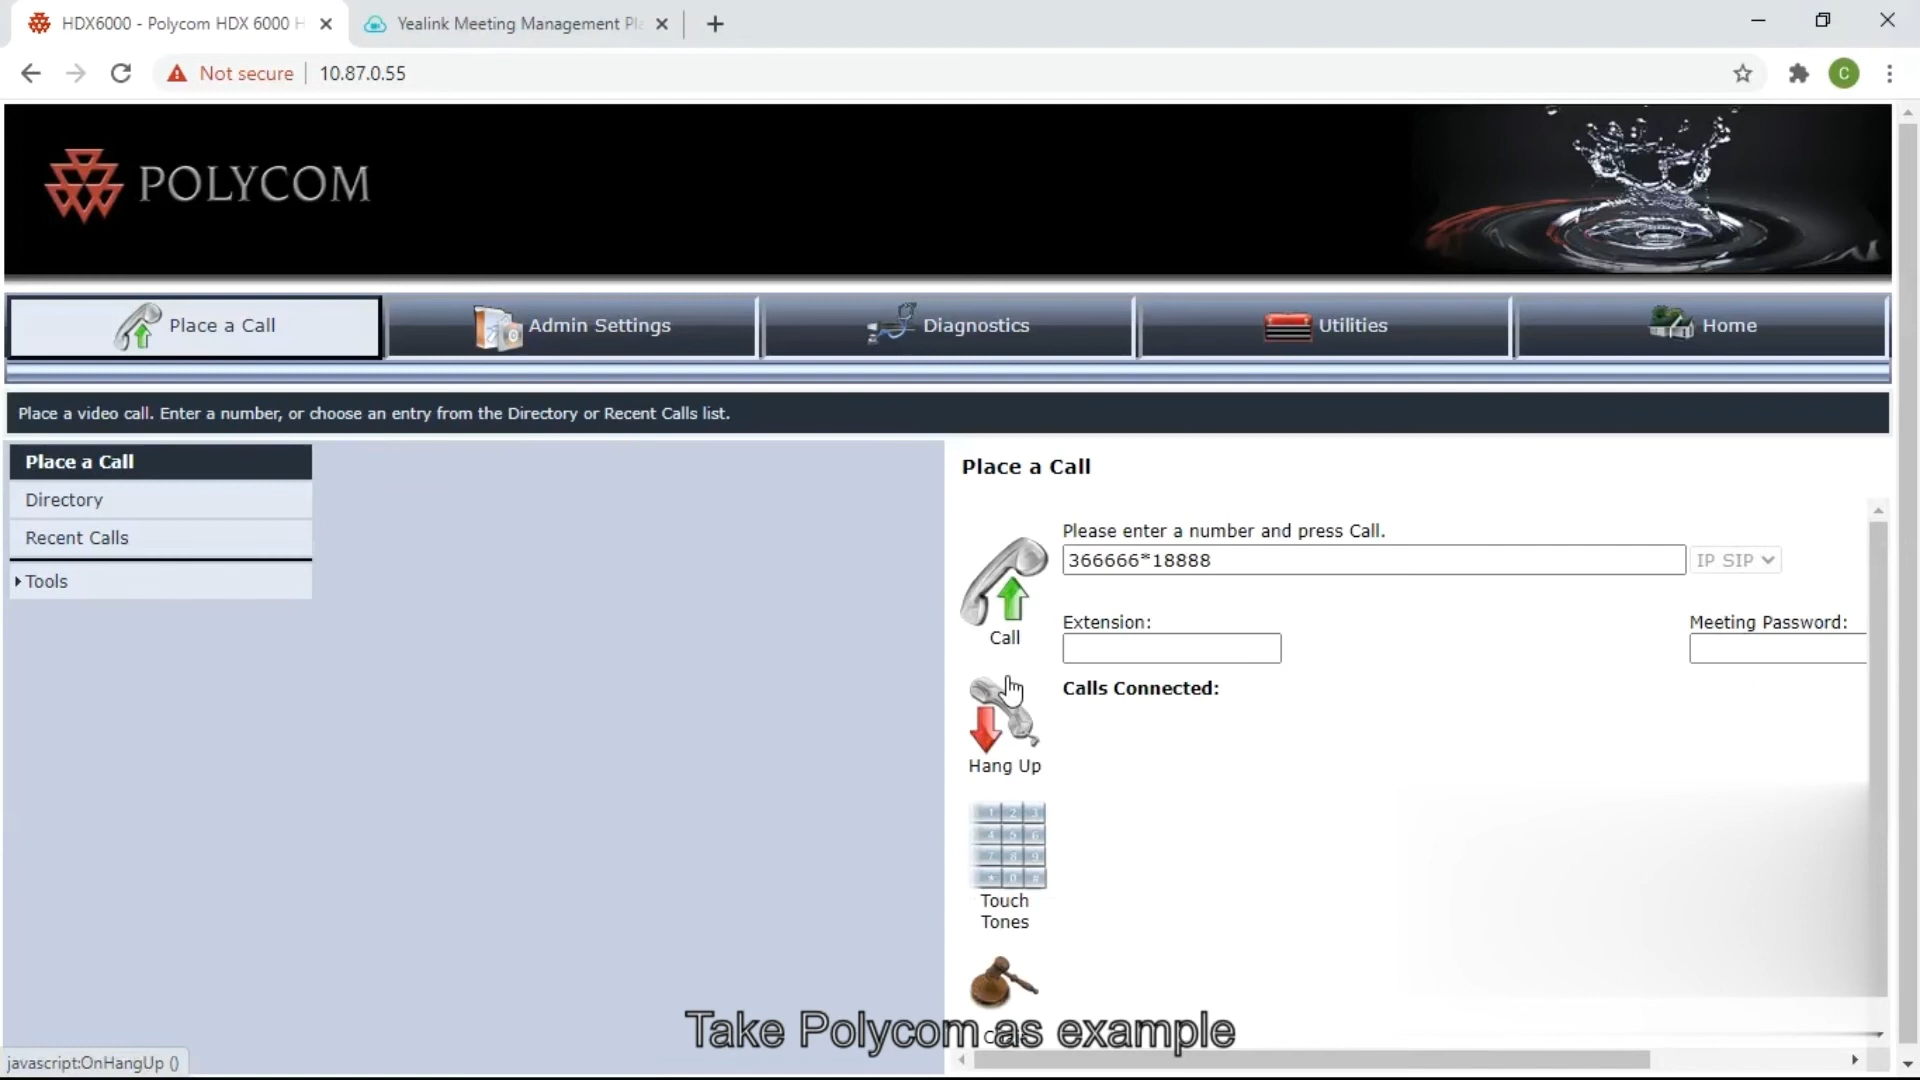 HDX6000 - Polycom HDX 6000 H
Yealink Meeting Management Pla
Not secure
10.87.0.55
C
POLYCOM
Place a Call
Admin Settings
Diagnostics
Utilities
Home
Place a video call. Enter a number, or choose an entry from the Directory or Recent Calls list.
Place a Call
Directory
Recent Calls
Tools
Place a Call
Please enter a number and press Call.
366666*18888
IP SIP
Call
Extension:
Meeting Password:
Calls Connected:
Hang Up
Touch
Tones
Take Polycom as example
javascript:OnHangUp ()